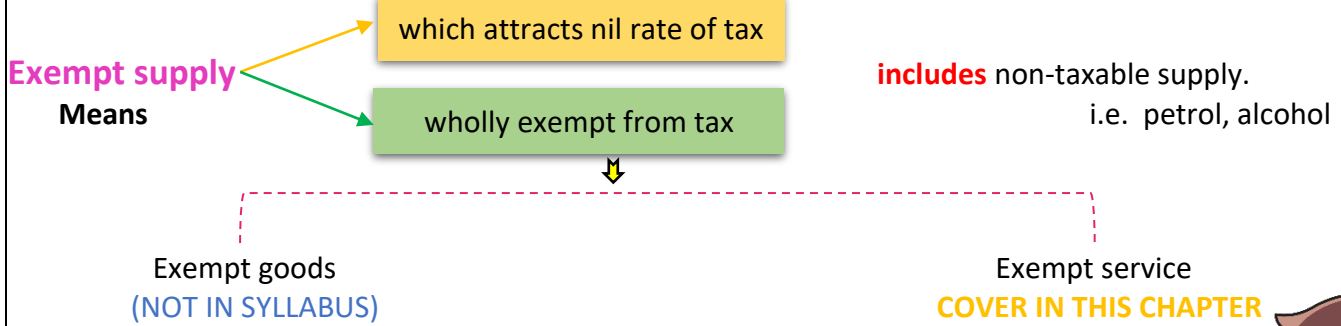 which attracts nil rate of tax
Exempt supply
Means
includes non-taxable supply.
i.e. petrol, alcohol
wholly exempt from tax
Exempt goods
(NOT IN SYLLABUS)
Exempt service
COVER IN THIS CHAPTER